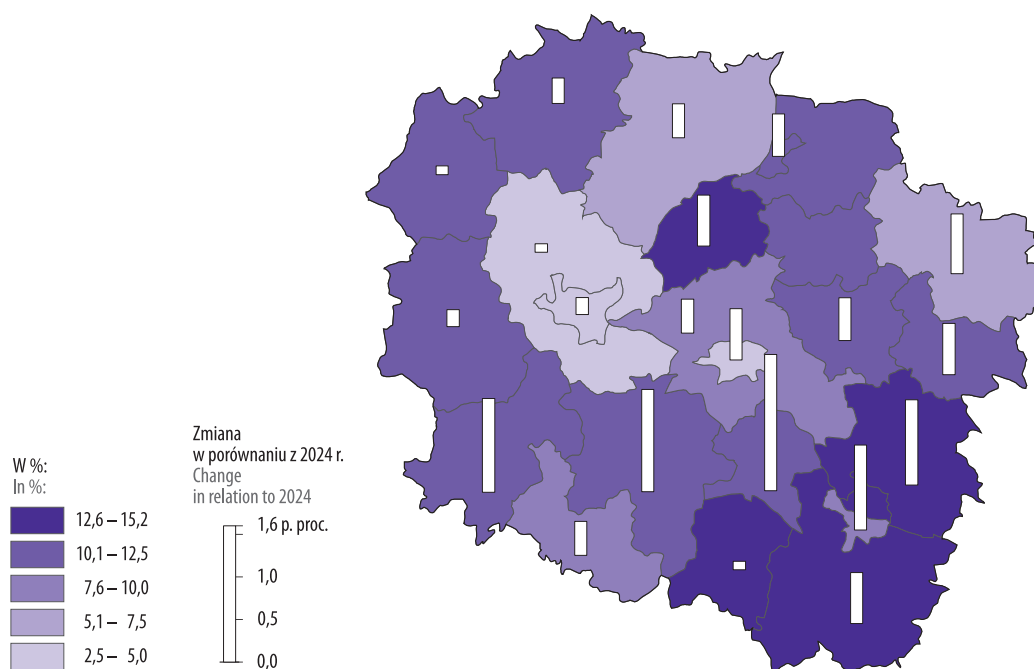 W %:
In %:
12,6 – 15,2
10,1 – 12,5
7,6 – 10,0
5,1 – 7,5
2,5 – 5,0
Zmiana
w porównaniu z 2024 r.
Change
in relation to 2024
1,6 p. proc.
1,0
0,5
0,0